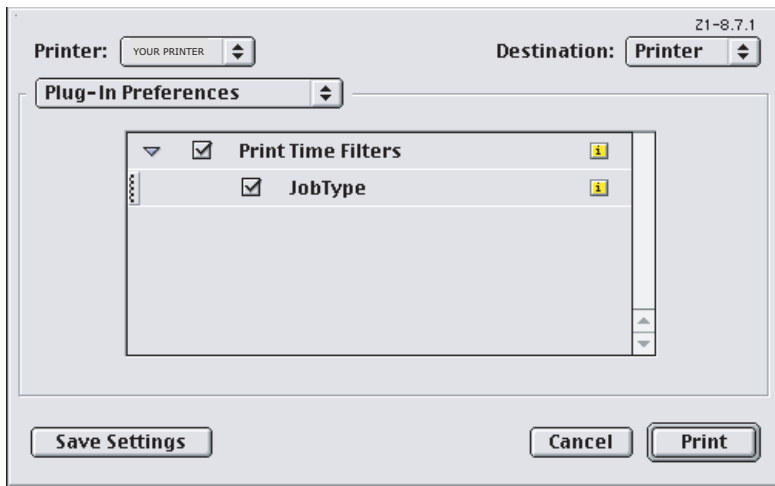 Z1-8.7.1
Printer: YOUR PRINTER Destination: Printer
Plug-In Preferences
Print Time Filters i
JobType i
Save Settings Cancel Print